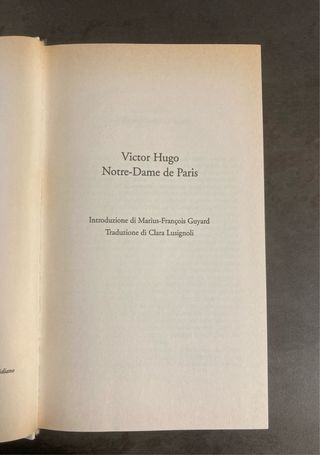 Victor Hugo
Notre-Dame de Paris
Introduzione di Marius-François Guyard
Traduzione di Clara Lusignoli